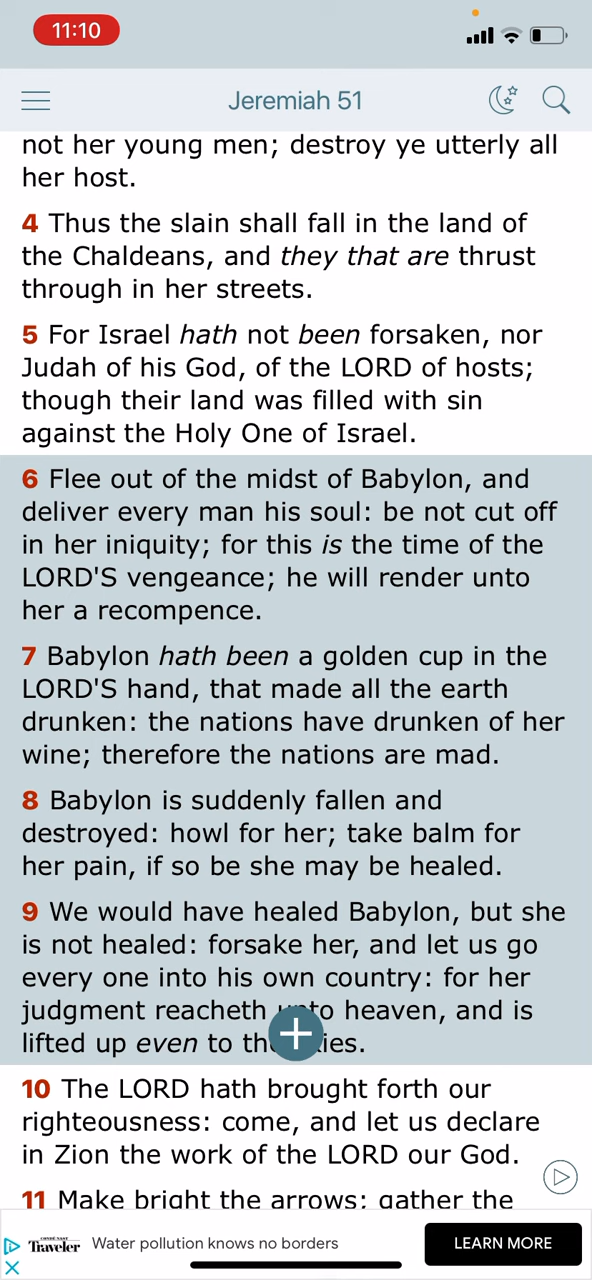 11:10
Jeremiah 51
not her young men; destroy ye utterly all
her host.
4 Thus the slain shall fall in the land of
the Chaldeans, and they that are thrust
through in her streets.
5 For Israel hath not been forsaken, nor
Judah of his God, of the LORD of hosts;
though their land was filled with sin
against the Holy One of Israel.
6 Flee out of the midst of Babylon, and
deliver every man his soul: be not cut off
in her iniquity; for this is the time of the
LORD'S vengeance; he will render unto
her a recompence.
7 Babylon hath been a golden cup in the
LORD'S hand, that made all the earth
drunken: the nations have drunken of her
wine; therefore the nations are mad.
8 Babylon is suddenly fallen and
destroyed: howl for her; take balm for
her pain, if so be she may be healed.
9 We would have healed Babylon, but she
is not healed: forsake her, and let us go
every one into his own country: for her
judgment reacheth unto heaven, and is
lifted up even to the skies.
10 The LORD hath brought forth our
righteousness: come, and let us declare
in Zion the work of the LORD our God.
11 Make bright the arrows; gather the
Traveler Water pollution knows no borders LEARN MORE